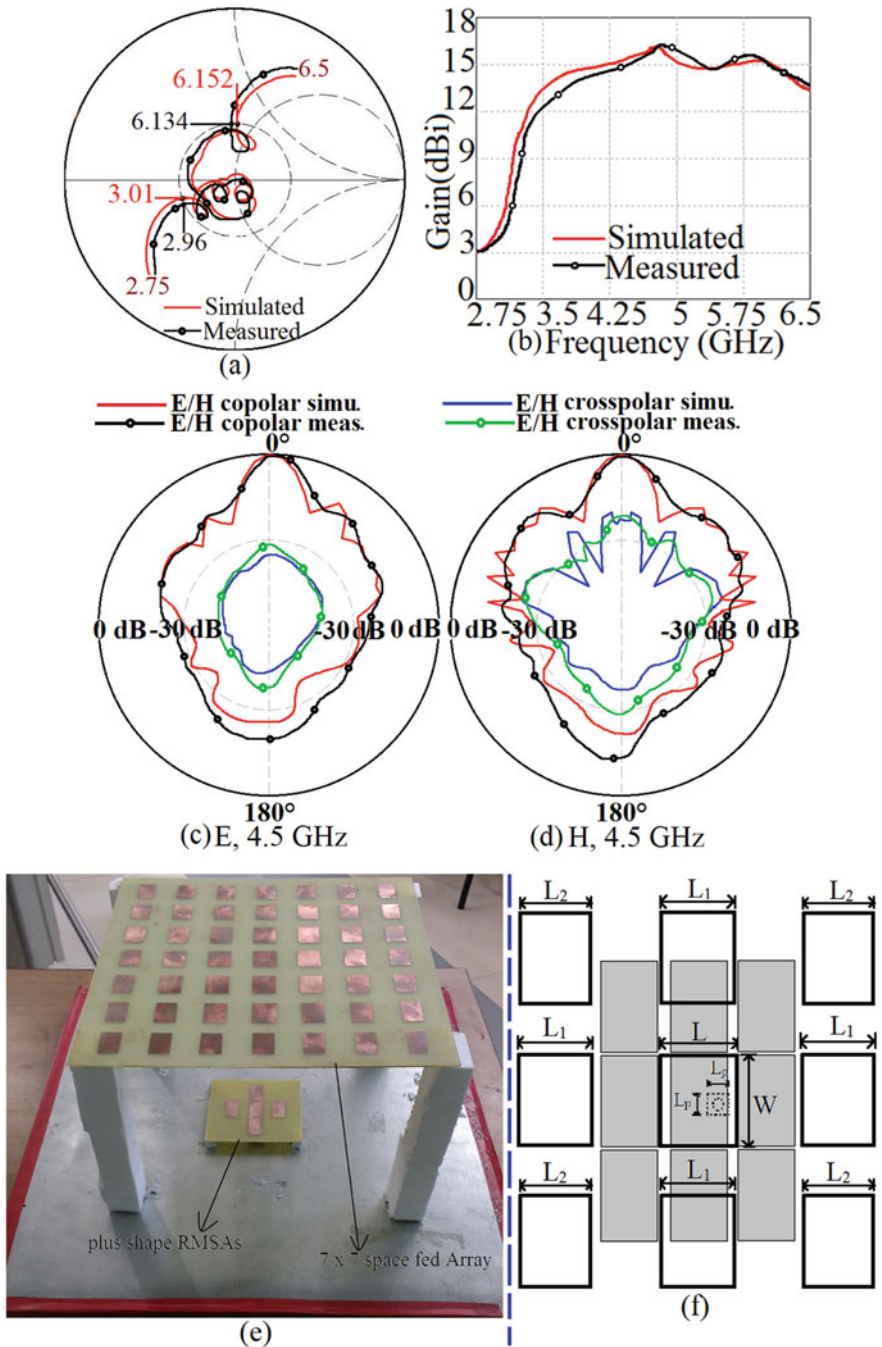 6.152
6.5
6.134
3.01
2.96
2.75
Simulated
Measured
(a)
18
15
12
9
6
3
0
Gain(dBi)
Simulated
Measured
2.75 3.5 4.25 5 5.75 6.5
(b) Frequency (GHz)
E/H copolar simu.
E/H copolar meas.
E/H crosspolar simu.
E/H crosspolar meas.
0°
0 dB -30 dB -30 dB 0 dB
180°
(c) E, 4.5 GHz
0°
0 dB -30 dB -30 dB 0 dB
180°
(d) H, 4.5 GHz
plus shape RMSAs
7 x 7 space fed Array
(e)
L2 L1 L2
L1 L L1
Lp
Lp
W
L2 L1 L2
(f)